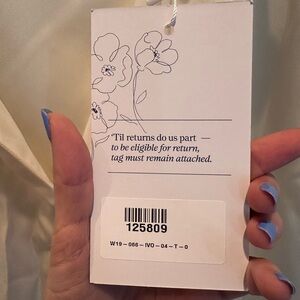 'Til returns do us part —
to be eligible for return,
tag must remain attached.
125809
W19-066-IVO-04-T-0